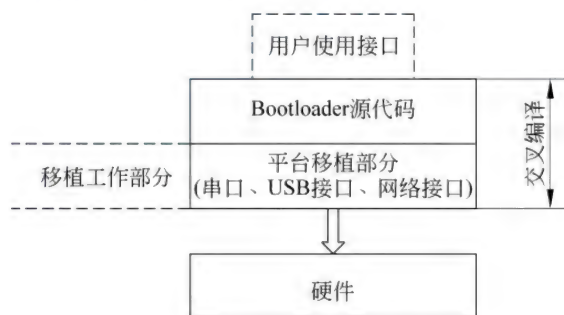 用户使用接口
Bootloader源代码
移植工作部分
平台移植部分
(串口、USB接口、网络接口)
交叉编译
硬件